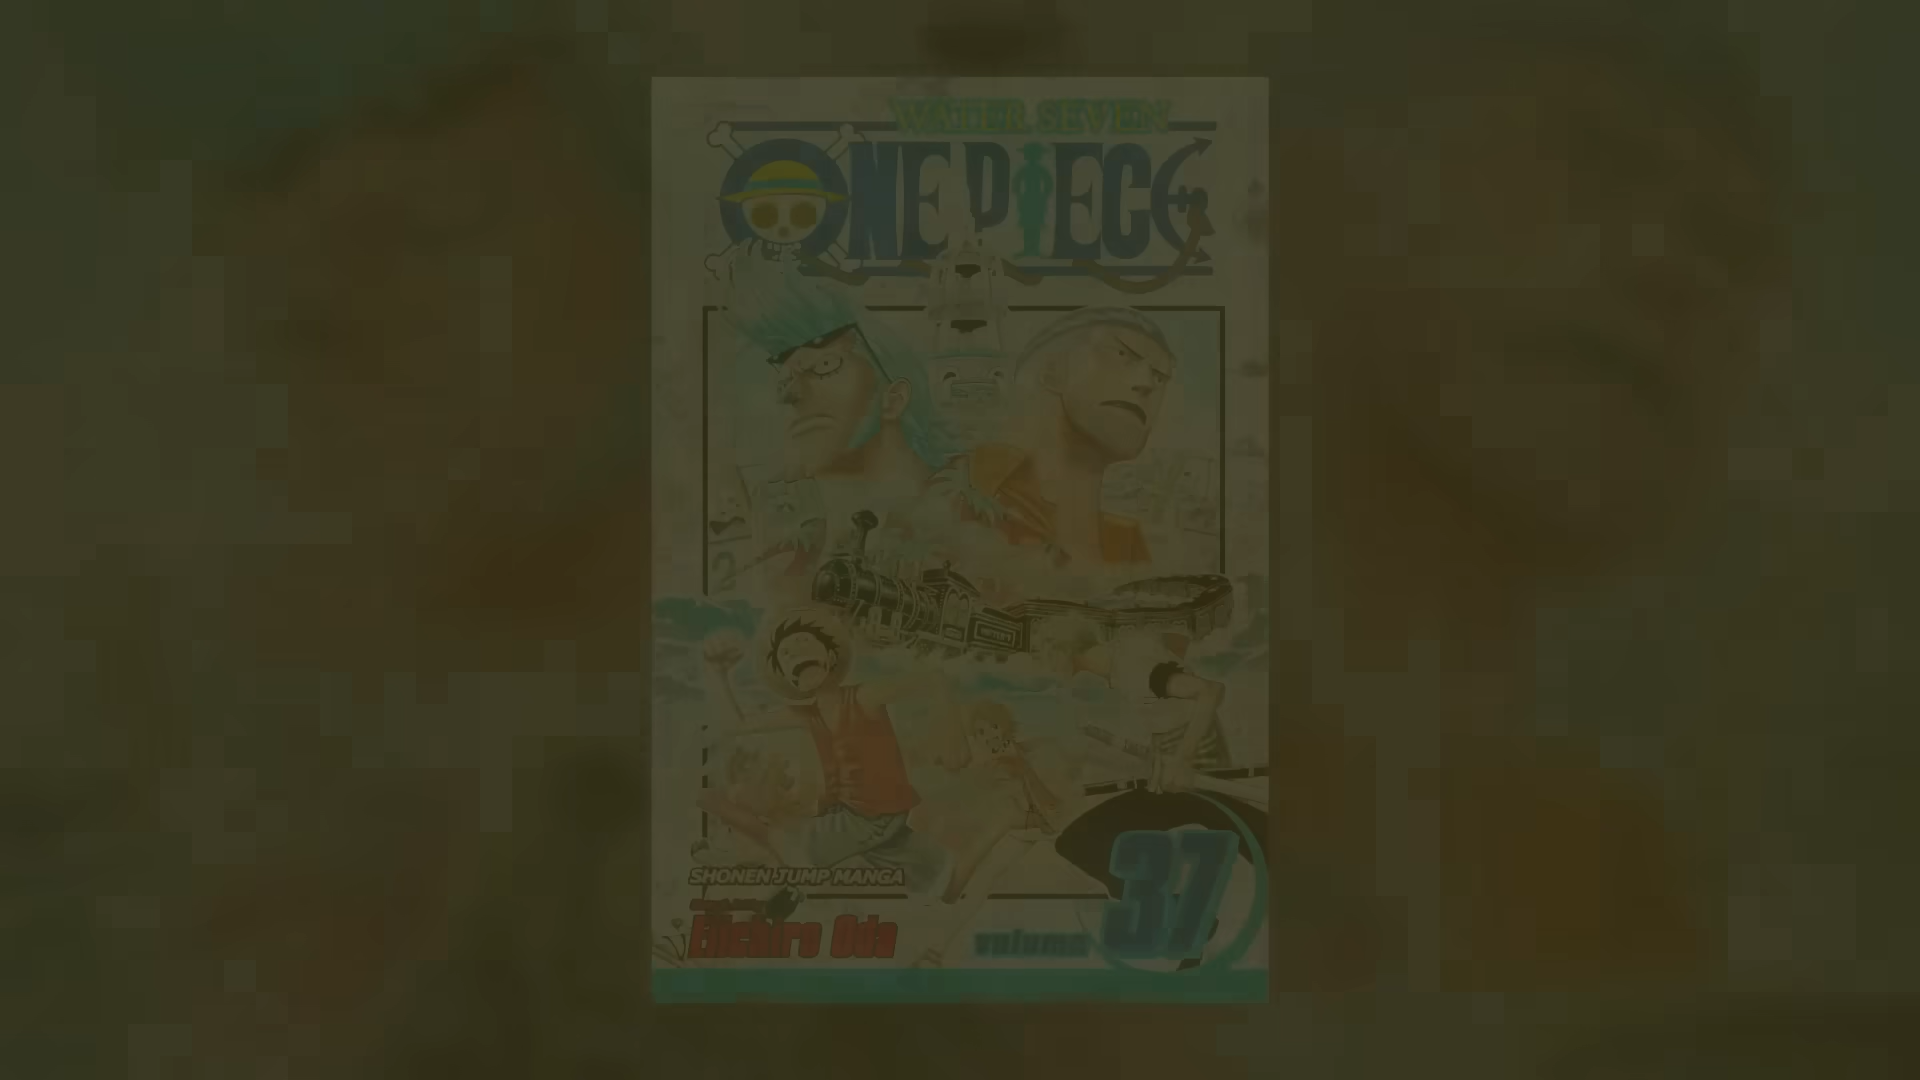 WATER SEVEN
ONE PIECE
SHONEN JUMP MANGA
Eiichiro Oda
volume 37